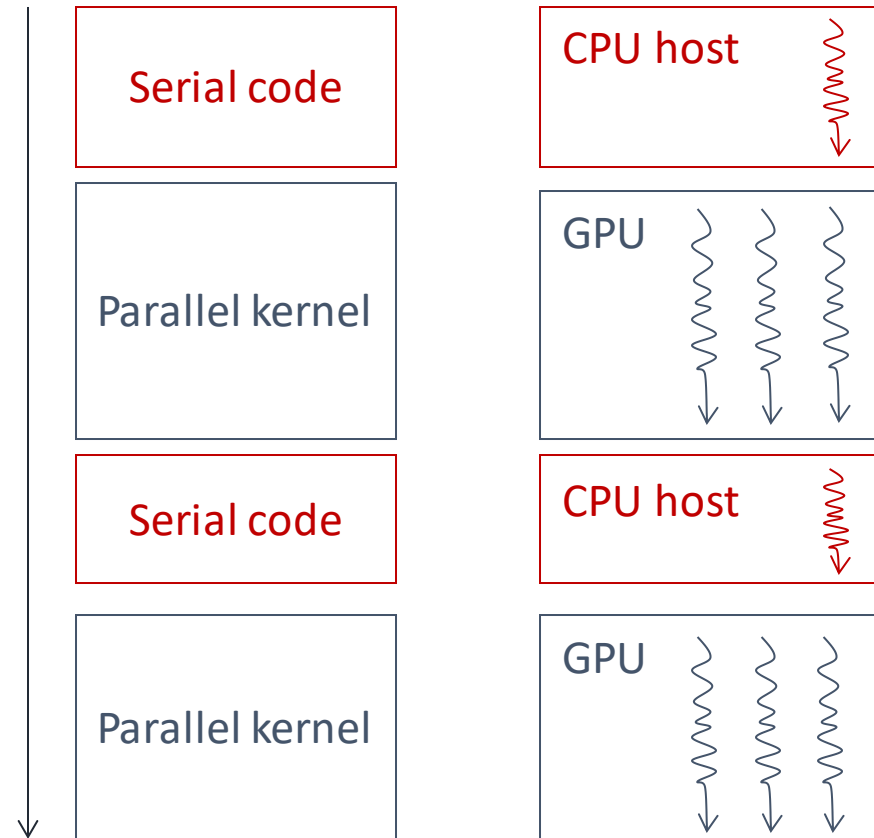 Serial code
CPU host
Parallel kernel
GPU
Serial code
CPU host
Parallel kernel
GPU